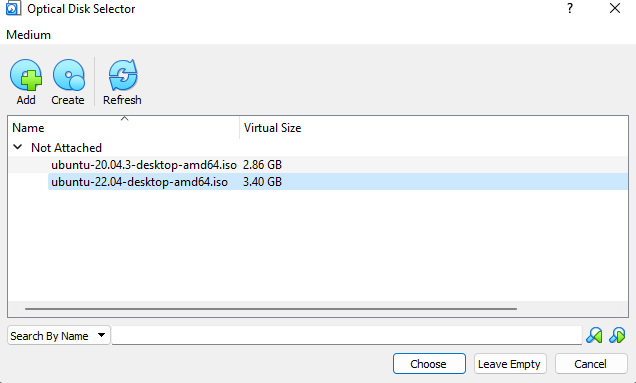 Optical Disk Selector ?
Medium
Add Create Refresh
Name Virtual Size
Not Attached
ubuntu-20.04.3-desktop-amd64.iso 2.86 GB
ubuntu-22.04-desktop-amd64.iso 3.40 GB
Search By Name
Choose Leave Empty Cancel